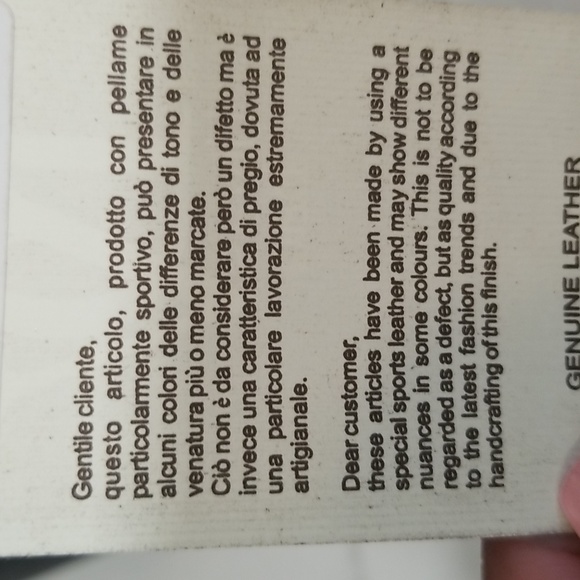 Gentile cliente,
questo articolo, prodotto con pellame
particolarmente sportivo, può presentare in
alcuni colori delle differenze di tono e delle
venatura più o meno marcate.
Ciò non è da considerare però un difetto ma è
invece una caratteristica di pregio, dovuta ad
una particolare lavorazione estremamente
artigianale.
Dear customer,
these articles have been made by using a
special sports leather and may show different
nuances in some colours. This is not to be
regarded as a defect, but as quality according
to the latest fashion trends and due to the
handcrafting of this finish.
GENUINE LEATHER